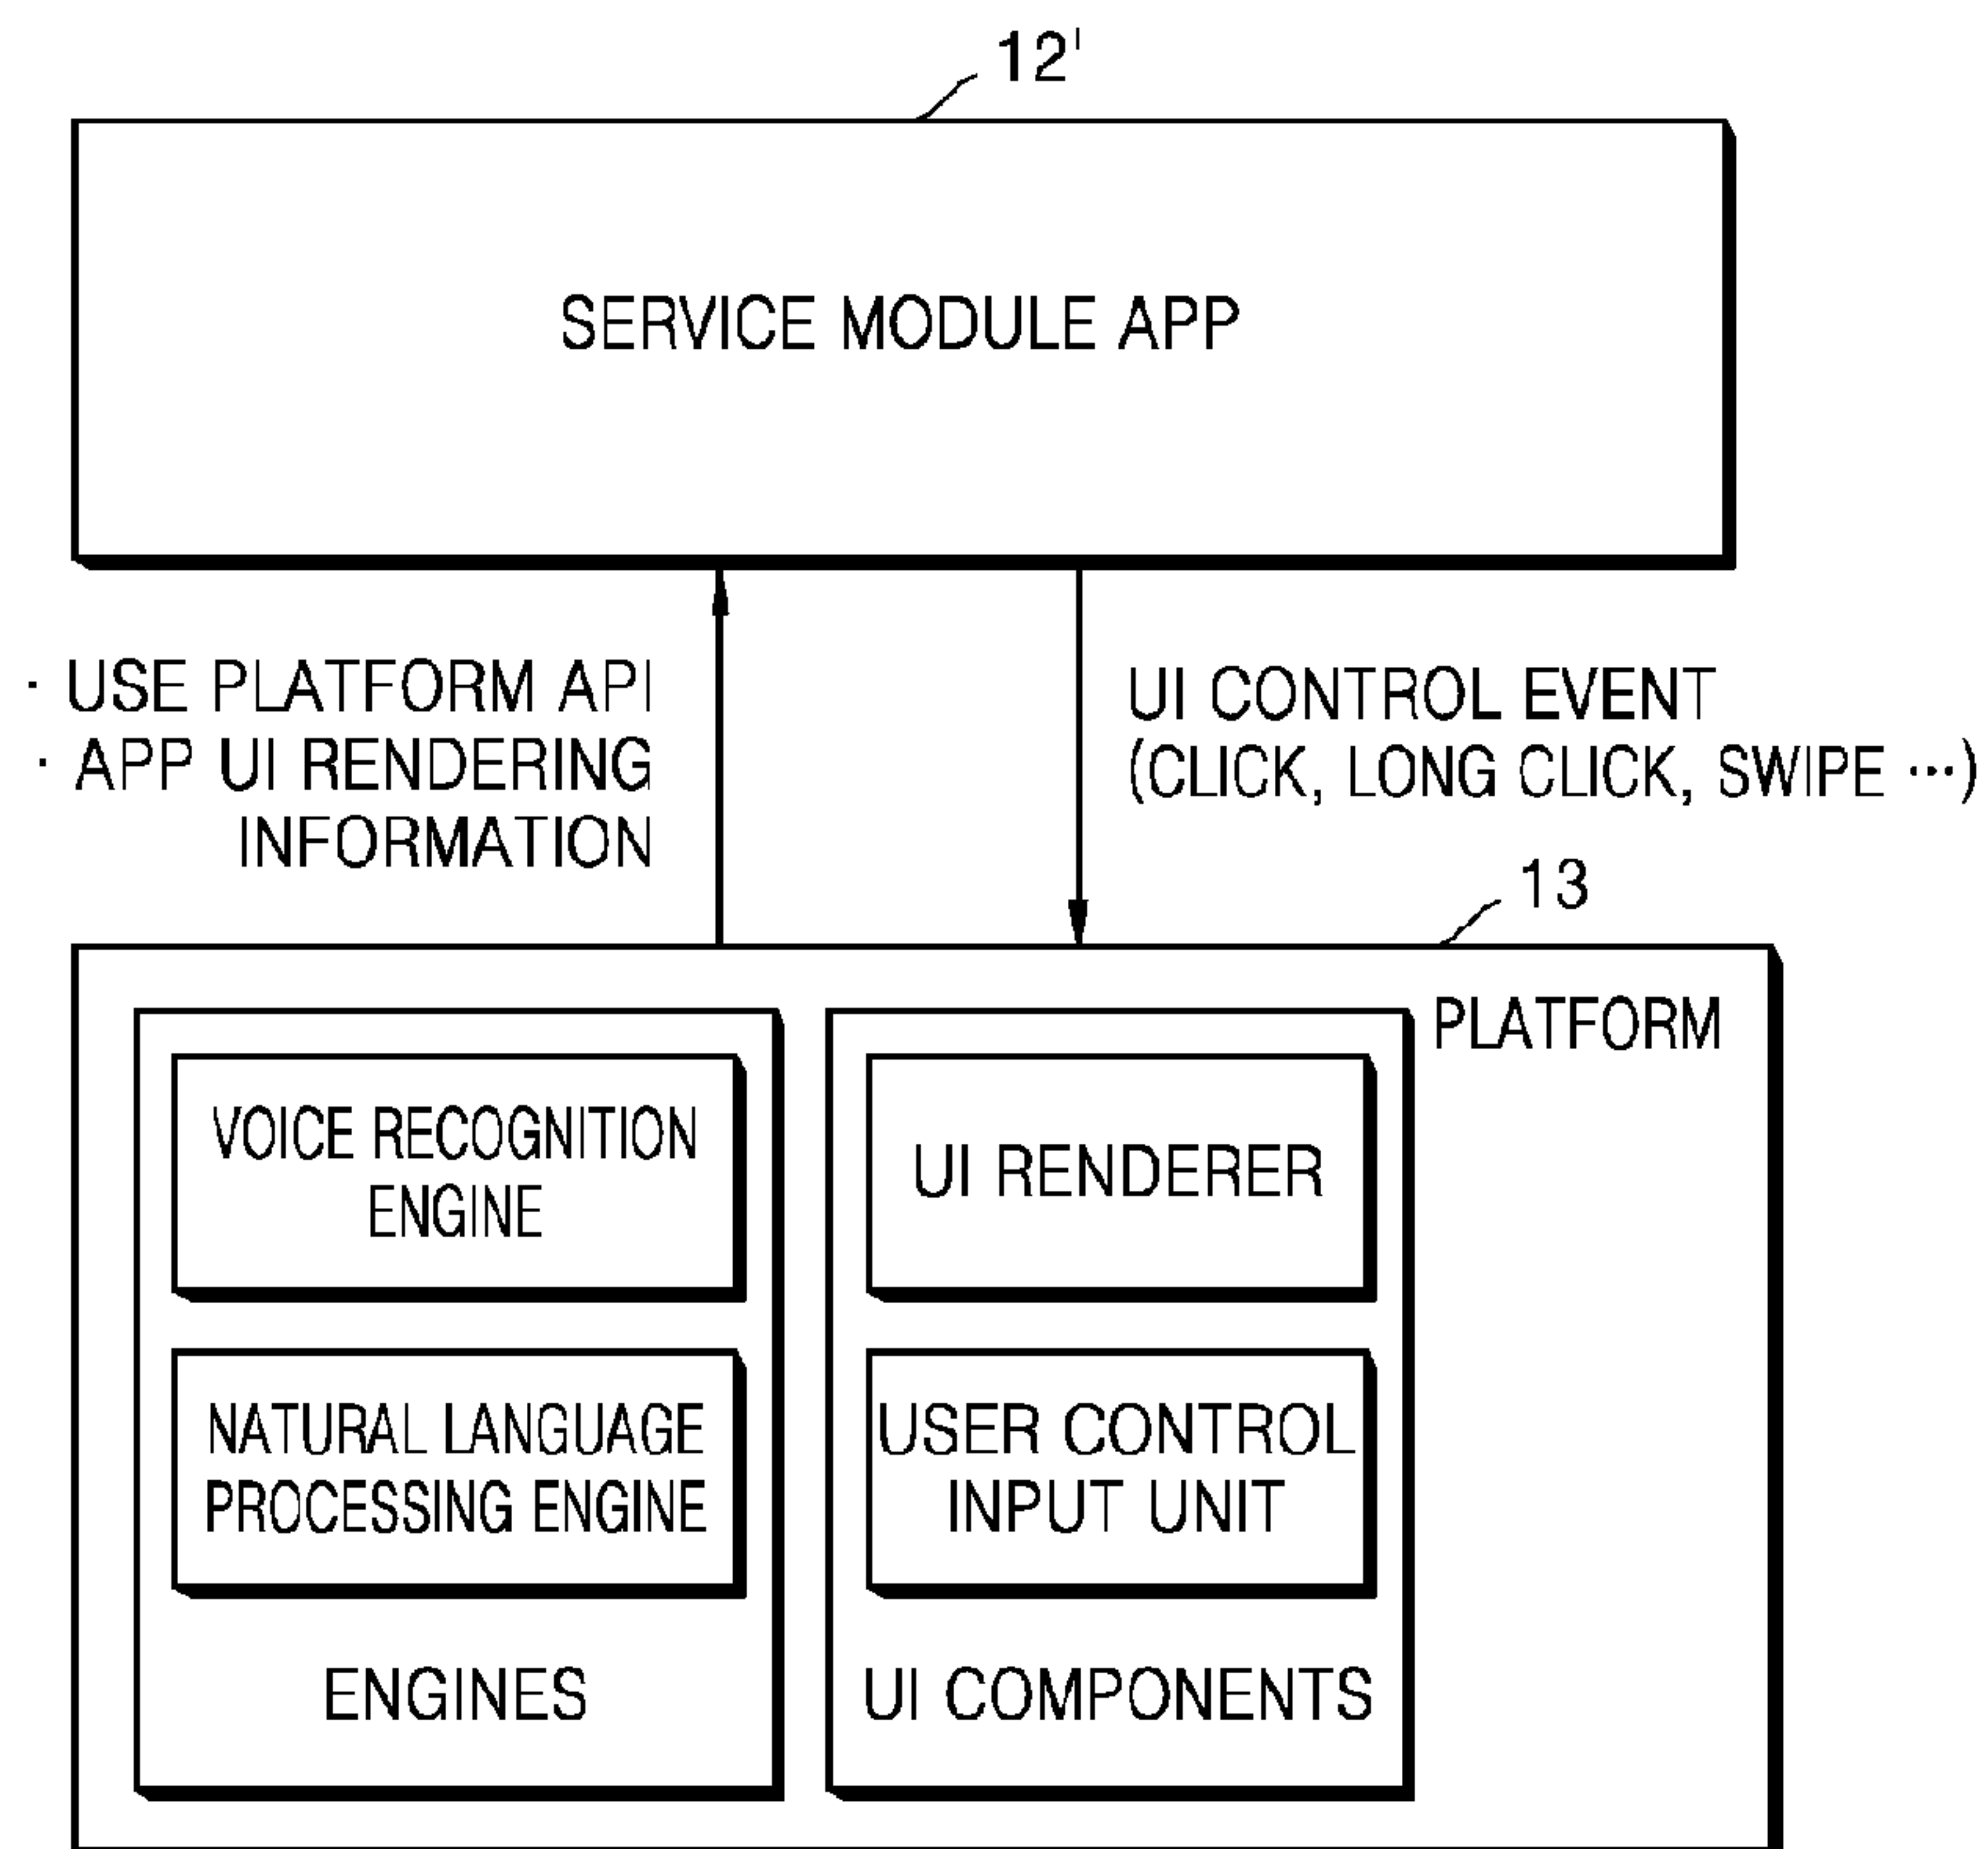 12'
SERVICE MODULE APP
· USE PLATFORM API
· APP UI RENDERING
INFORMATION
UI CONTROL EVENT
(CLICK, LONG CLICK, SWIPE ···)
13
PLATFORM
VOICE RECOGNITION
ENGINE
NATURAL LANGUAGE
PROCESSING ENGINE
ENGINES
UI RENDERER
USER CONTROL
INPUT UNIT
UI COMPONENTS